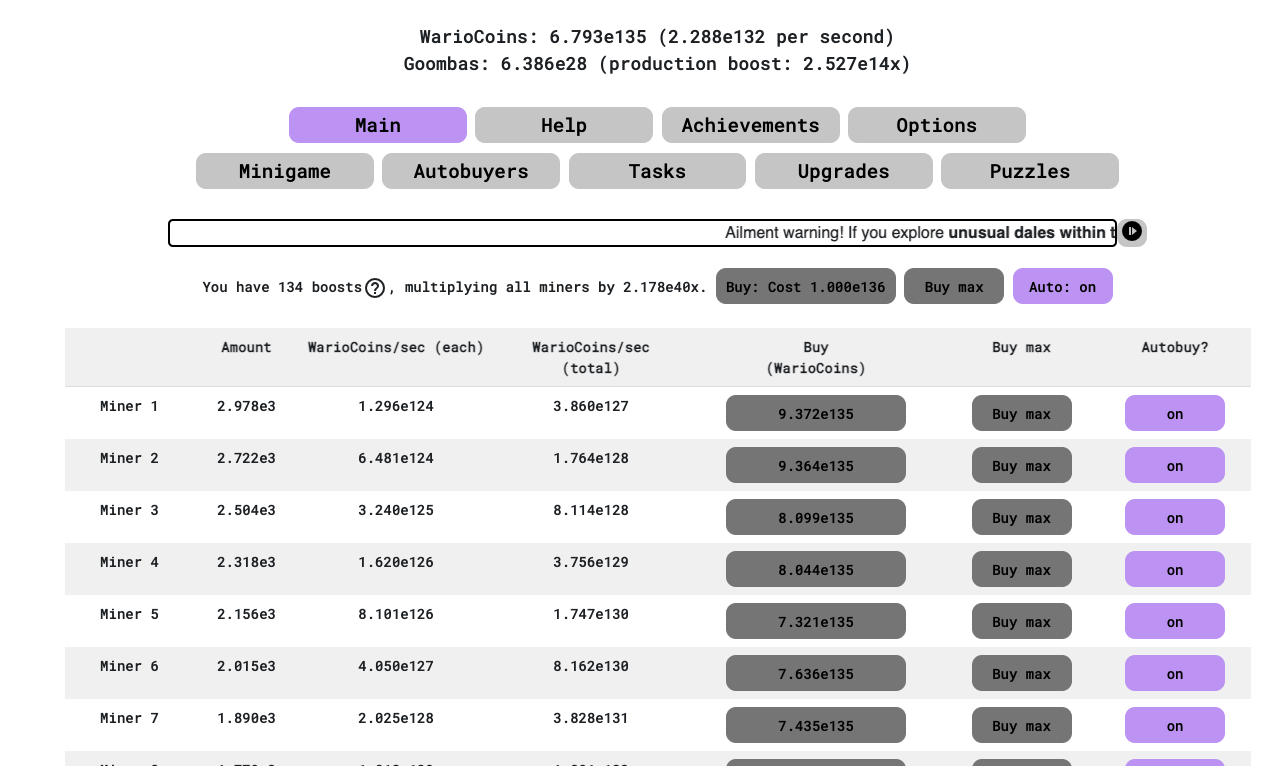 WarioCoins: 6.793e135 (2.288e132 per second)
Goombas: 6.386e28 (production boost: 2.527e14x)
Main Help Achievements Options
Minigame Autobuyers Tasks Upgrades Puzzles
Ailment warning! If you explore unusual dales within t
You have 134 boosts?, multiplying all miners by 2.178e40x. Buy: Cost 1.000e136 Buy max Auto: on
Amount WarioCoins/sec (each) WarioCoins/sec (total) Buy (WarioCoins) Buy max Autobuy?
Miner 1 2.978e3 1.296e124 3.860e127 9.372e135 Buy max on
Miner 2 2.722e3 6.481e124 1.764e128 9.364e135 Buy max on
Miner 3 2.504e3 3.240e125 8.114e128 8.099e135 Buy max on
Miner 4 2.318e3 1.620e126 3.756e129 8.044e135 Buy max on
Miner 5 2.156e3 8.101e126 1.747e130 7.321e135 Buy max on
Miner 6 2.015e3 4.050e127 8.162e130 7.636e135 Buy max on
Miner 7 1.890e3 2.025e128 3.828e131 7.435e135 Buy max on